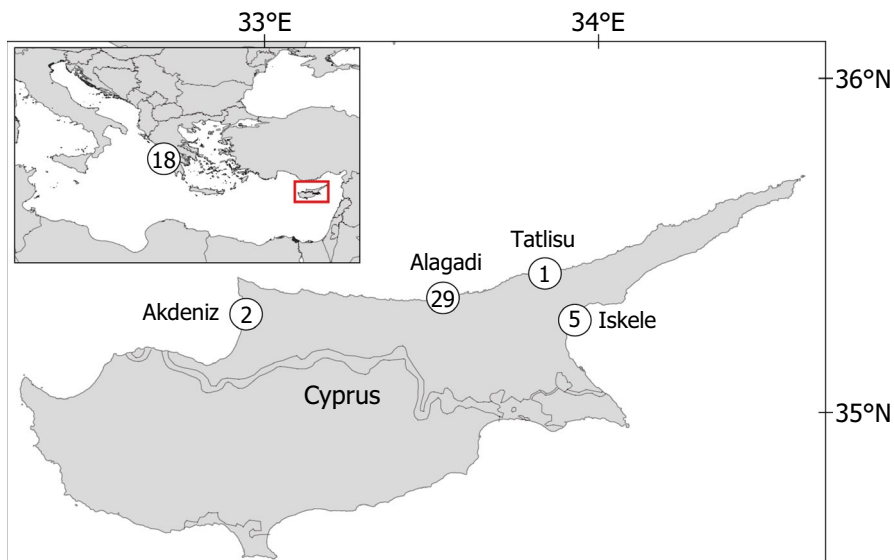 33°E 34°E
36°N
18
Tatlisu
Alagadi
1
29
Akdeniz 2
5 Iskele
Cyprus
35°N